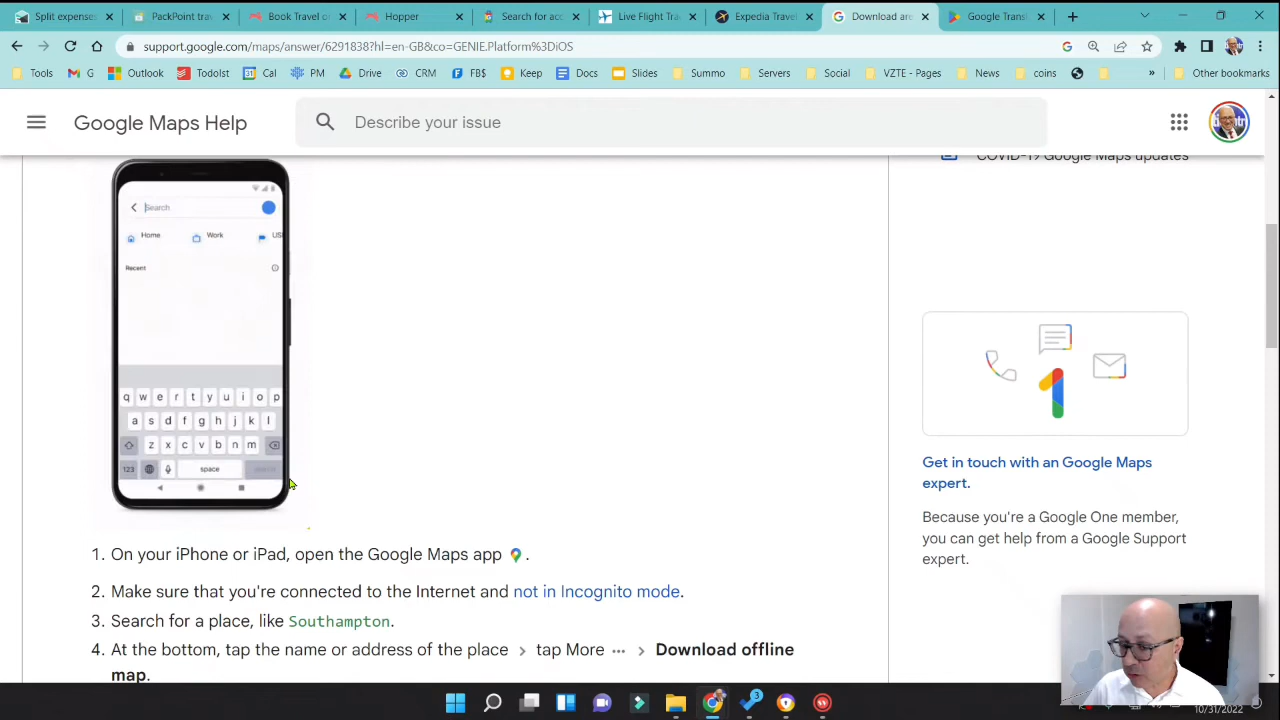 Split expenses
PackPoint trav
Book Travel or
Hopper
Search for acc
Live Flight Tra
Expedia Travel
Download are
Google Trans
support.google.com/maps/answer/6291838?hl=en-GB&co=GENIE.Platform%3DiOS
Tools G Outlook Todoist Cal PM Drive CRM FB$ Keep Docs Slides Summo Servers Social VZTE - Pages News coins » Other bookmarks
Google Maps Help
Describe your issue
COVID-19 Google Maps updates
Search
Home Work US
Recent
q w e r t y u i o p
a s d f g h j k l
z x c v b n m
123 space
Get in touch with an Google Maps
expert.
Because you're a Google One member,
you can get help from a Google Support
expert.
1. On your iPhone or iPad, open the Google Maps app .
2. Make sure that you're connected to the Internet and not in Incognito mode.
3. Search for a place, like Southampton.
4. At the bottom, tap the name or address of the place > tap More ··· > Download offline
map.
3
10/31/2022